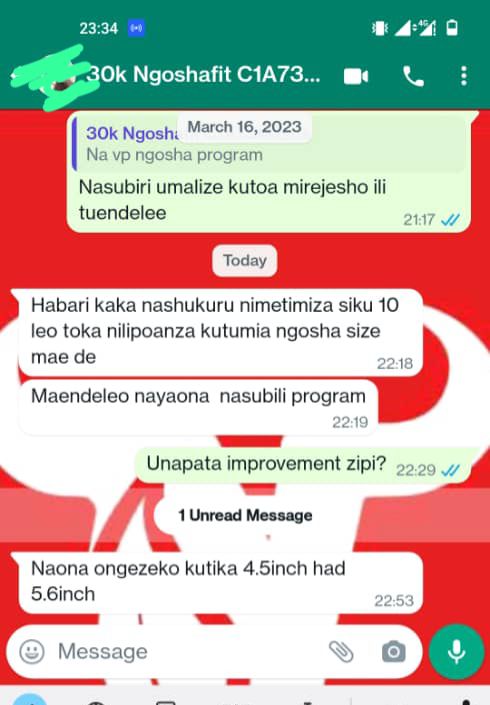 23:34
4G
30k Ngoshafit C1A73...
March 16, 2023
30k Ngosha
Na vp ngosha program
Nasubiri umalize kutoa mirejesho ili
tuendelee
21:17
Today
Habari kaka nashukuru nimetimiza siku 10
leo toka nilipoanza kutumia ngosha size
mae de
22:18
Maendeleo nayaona nasubili program
22:19
Unapata improvement zipi?
22:29
1 Unread Message
Naona ongezeko kutika 4.5inch had
5.6inch
22:53
Message